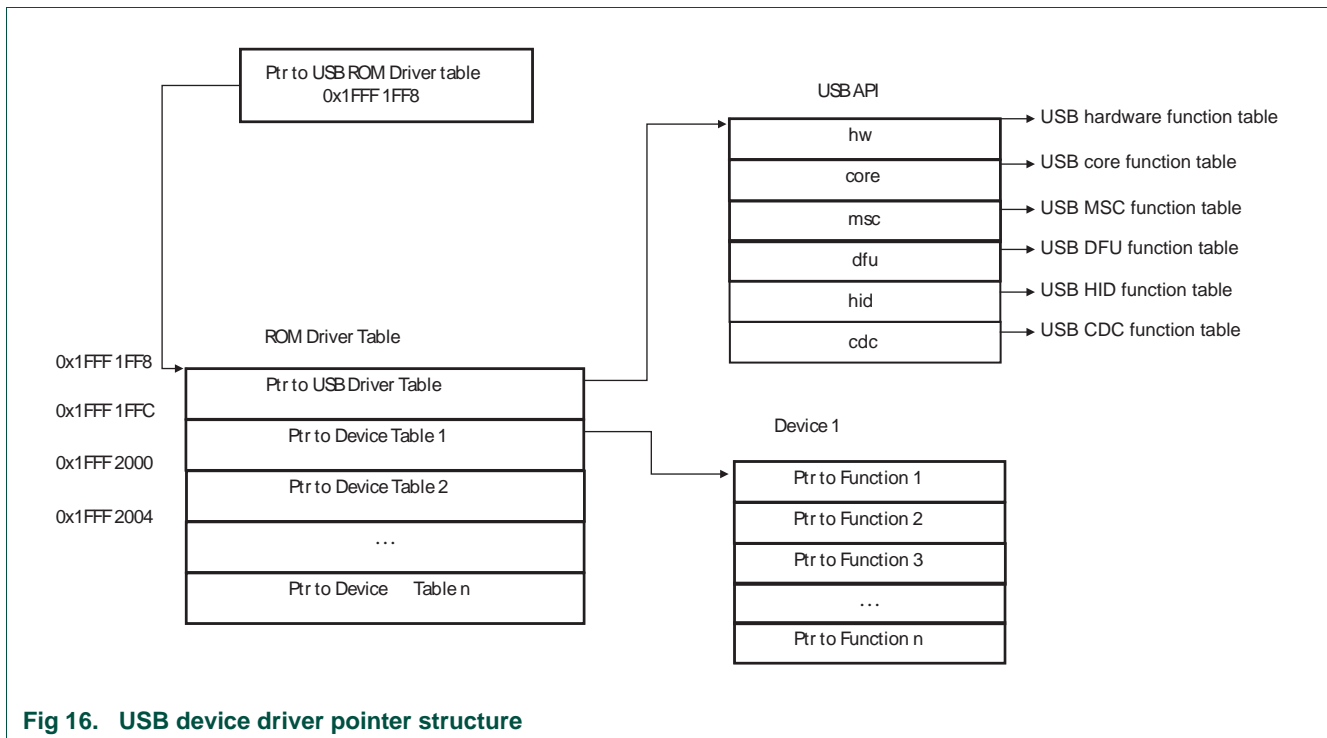 Ptr to USB ROM Driver table
0x1FFF 1FF8
USB API
hw
core
msc
dfu
hid
cdc
USB hardware function table
USB core function table
USB MSC function table
USB DFU function table
USB HID function table
USB CDC function table
ROM Driver Table
0x1FFF 1FF8
0x1FFF 1FFC
0x1FFF 2000
0x1FFF 2004
Ptr to USB Driver Table
Ptr to Device Table 1
Ptr to Device Table 2
…
Ptr to Device Table n
Device 1
Ptr to Function 1
Ptr to Function 2
Ptr to Function 3
…
Ptr to Function n
Fig 16. USB device driver pointer structure